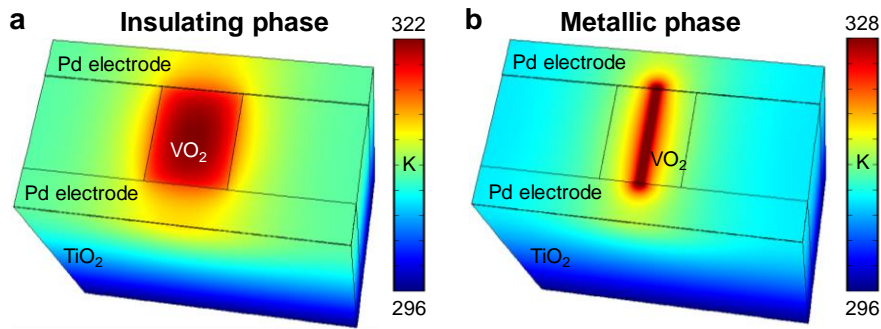 a Insulating phase
322
Pd electrode
VO2
K
Pd electrode
TiO2
296
b Metallic phase
328
Pd electrode
VO2
K
Pd electrode
TiO2
296